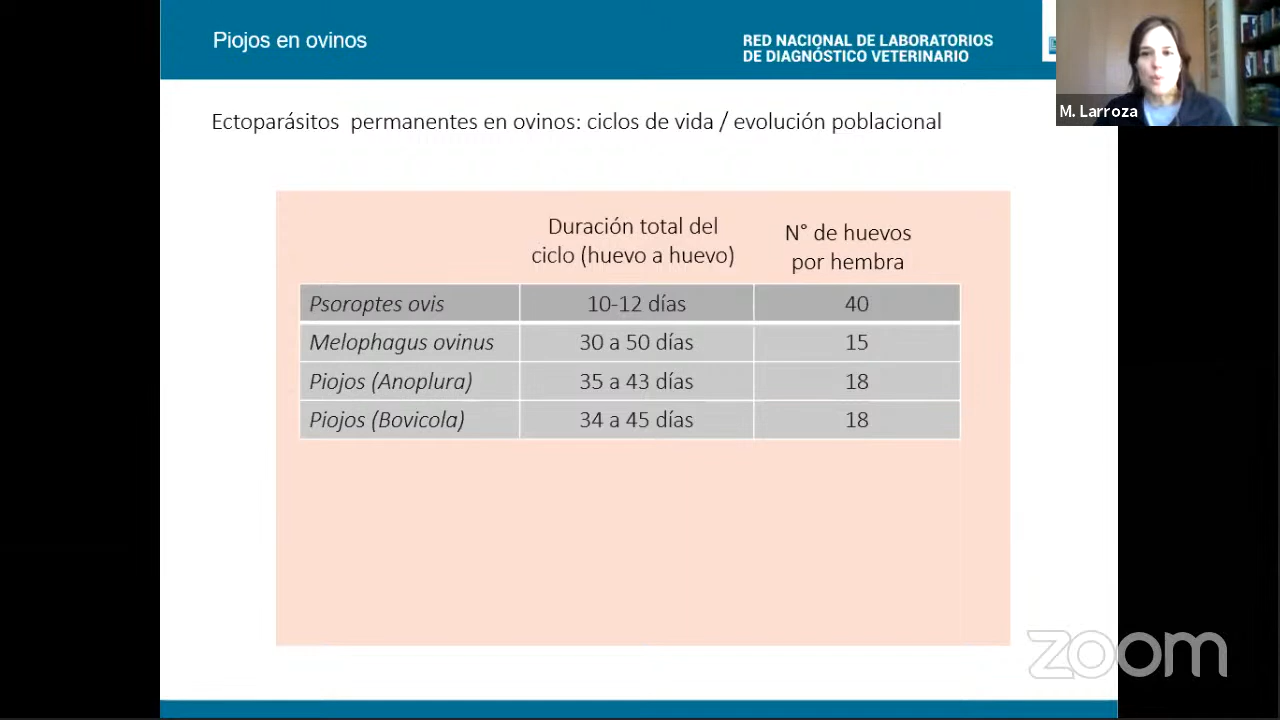 Piojos en ovinos
RED NACIONAL DE LABORATORIOS
DE DIAGNÓSTICO VETERINARIO
M. Larroza
Ectoparásitos permanentes en ovinos: ciclos de vida / evolución poblacional
Duración total del
ciclo (huevo a huevo)
N° de huevos
por hembra
Psoroptes ovis 10-12 días 40
Melophagus ovinus 30 a 50 días 15
Piojos (Anoplura) 35 a 43 días 18
Piojos (Bovicola) 34 a 45 días 18
zoom